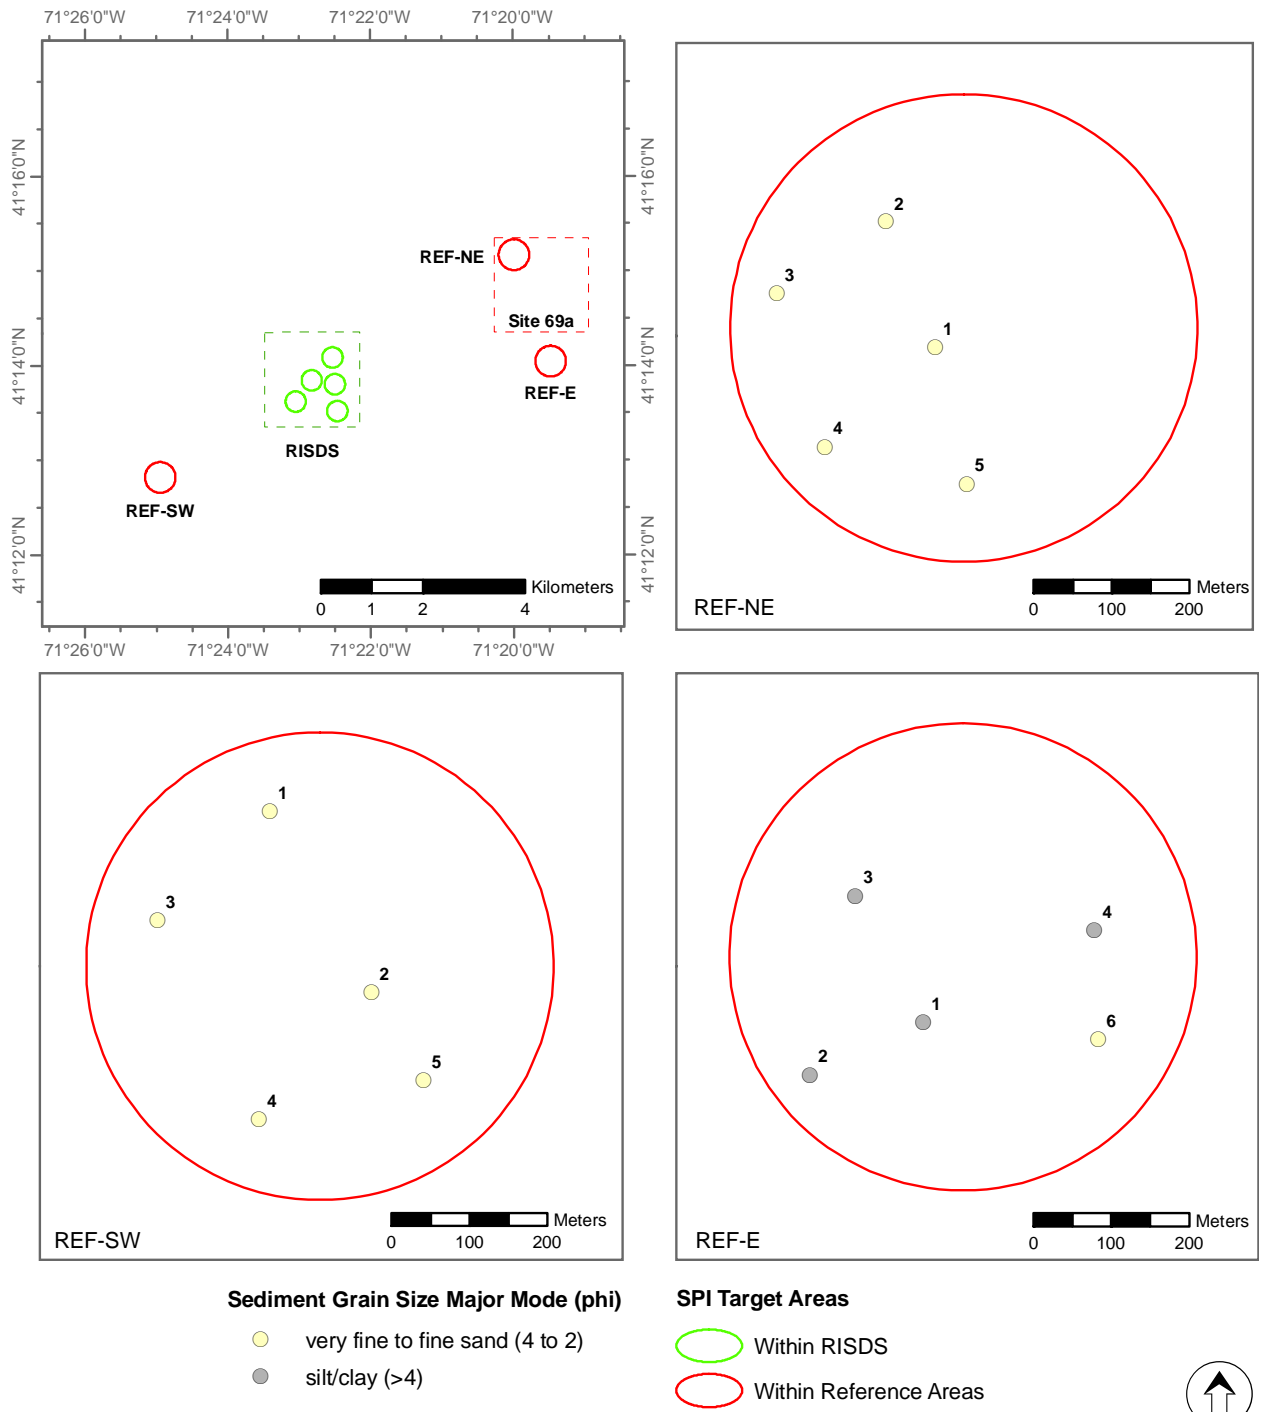 71°26'0"W 71°24'0"W 71°22'0"W 71°20'0"W
41°16'0"N
41°14'0"N
41°12'0"N
REF-NE
Site 69a
REF-E
RISDS
REF-SW
Kilometers
0 1 2 4
41°16'0"N
41°14'0"N
41°12'0"N
71°26'0"W 71°24'0"W 71°22'0"W 71°20'0"W
2
3
1
4
5
Meters
0 100 200
REF-NE
1
3
2
5
4
Meters
0 100 200
REF-SW
3
4
1
6
2
Meters
0 100 200
REF-E
Sediment Grain Size Major Mode (phi)
very fine to fine sand (4 to 2)
silt/clay (>4)
SPI Target Areas
Within RISDS
Within Reference Areas